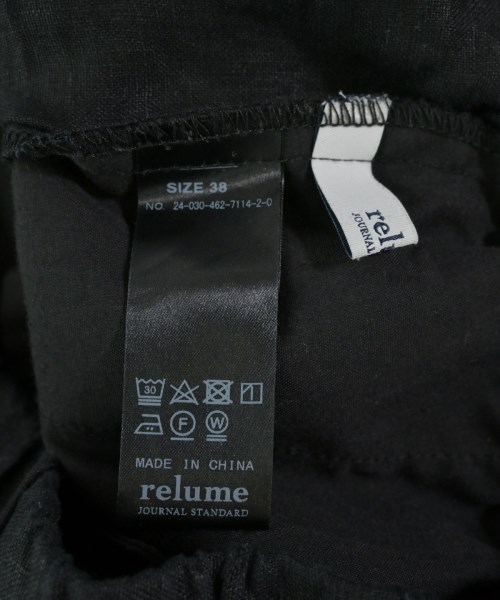 SIZE 38
NO. 24-030-462-7114-2-0
30
F W
MADE IN CHINA
relume
JOURNAL STANDARD
rel
JOURNAL